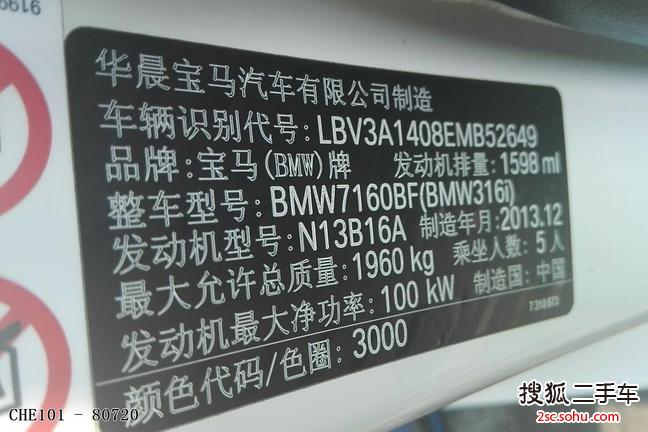 华晨宝马汽车有限公司制造
车辆识别代号: LBV3A1408EMB52649
品牌: 宝马(BMW)牌 发动机排量: 1598 ml
整车型号: BMW7160BF(BMW316i)
发动机型号: N13B16A 制造年月: 2013.12
最大允许总质量: 1960 kg 乘坐人数: 5人
发动机最大净功率: 100 kW 制造国: 中国
7 310 673
颜色代码/色圈: 3000
CHE101 - 80720
搜狐二手车
2sc.sohu.com